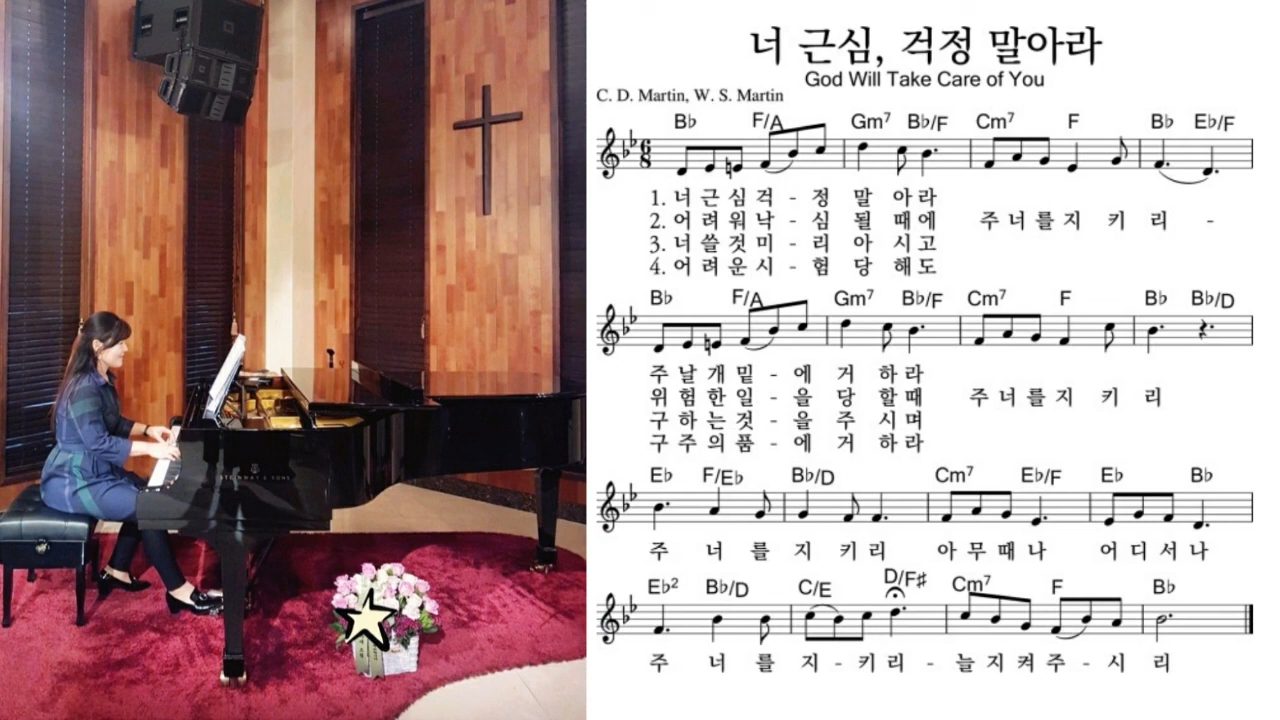 너 근심, 걱정 말아라
God Will Take Care of You
C. D. Martin, W. S. Martin
B♭ F/A Gm7 B♭/F Cm7 F B♭ E♭/F
6
8
1. 너 근 심 걱 - 정 말 아 라
2. 어 려 워 낙 - 심 될 때 에 주 너 를 지 키 리 -
3. 너 쓸 것 미 - 리 아 시 고
4. 어 려 운 시 - 험 당 해 도
B♭ F/A Gm7 B♭/F Cm7 F B♭ B♭/D
주 날 개 밑 - 에 거 하 라
위 험 한 일 - 을 당 할 때 주 너 를 지 키 리
구 하 는 것 - 을 주 시 며
구 주 의 품 - 에 거 하 라
E♭ F/E♭ B♭/D Cm7 E♭/F E♭ B♭
주 너 를 지 키 리 아 무 때 나 어 디 서 나
E♭2 B♭/D C/E D/F♯ Cm7 F B♭
주 너 를 지 - 키 리 - 늘 지 켜 주 - 시 리
STEINWAY & SONS